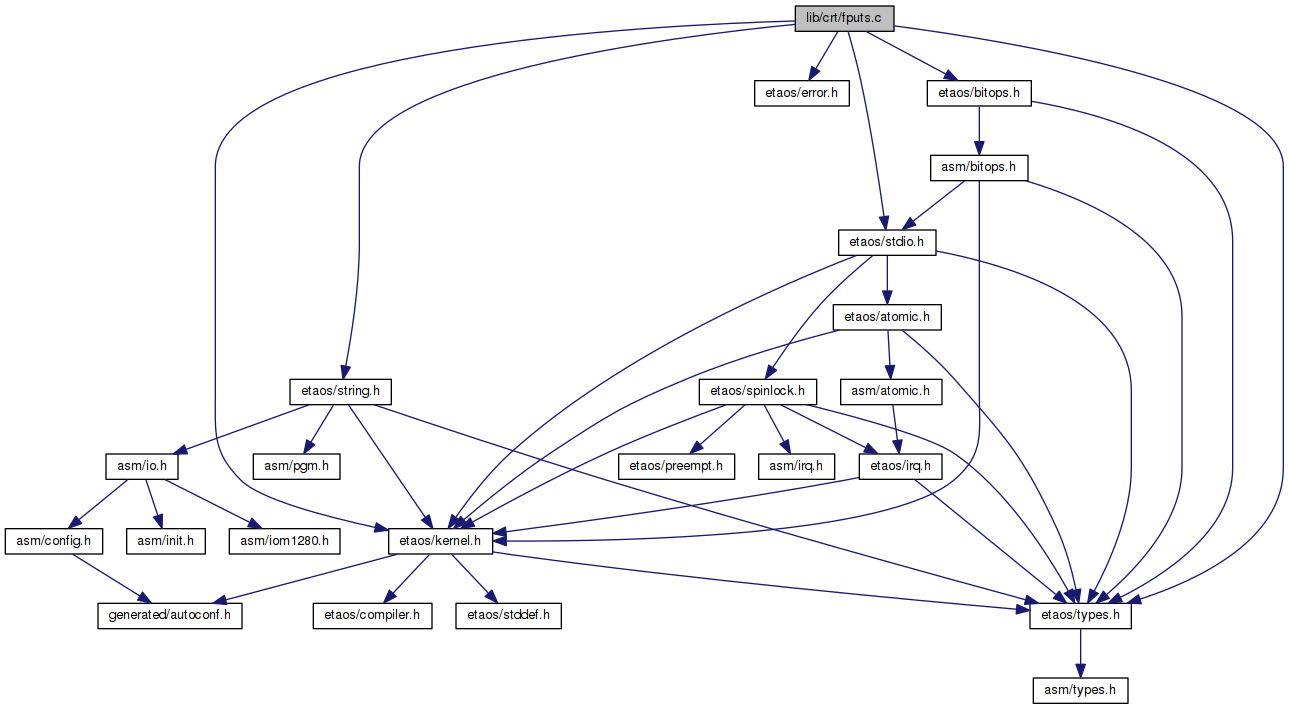 lib/crt/fputs.c
etaos/error.h
etaos/bitops.h
asm/bitops.h
etaos/stdio.h
etaos/atomic.h
etaos/string.h
etaos/spinlock.h
asm/atomic.h
asm/io.h
asm/pgm.h
etaos/preempt.h
asm/irq.h
etaos/irq.h
asm/config.h
asm/init.h
asm/iom1280.h
etaos/kernel.h
generated/autoconf.h
etaos/compiler.h
etaos/stddef.h
etaos/types.h
asm/types.h